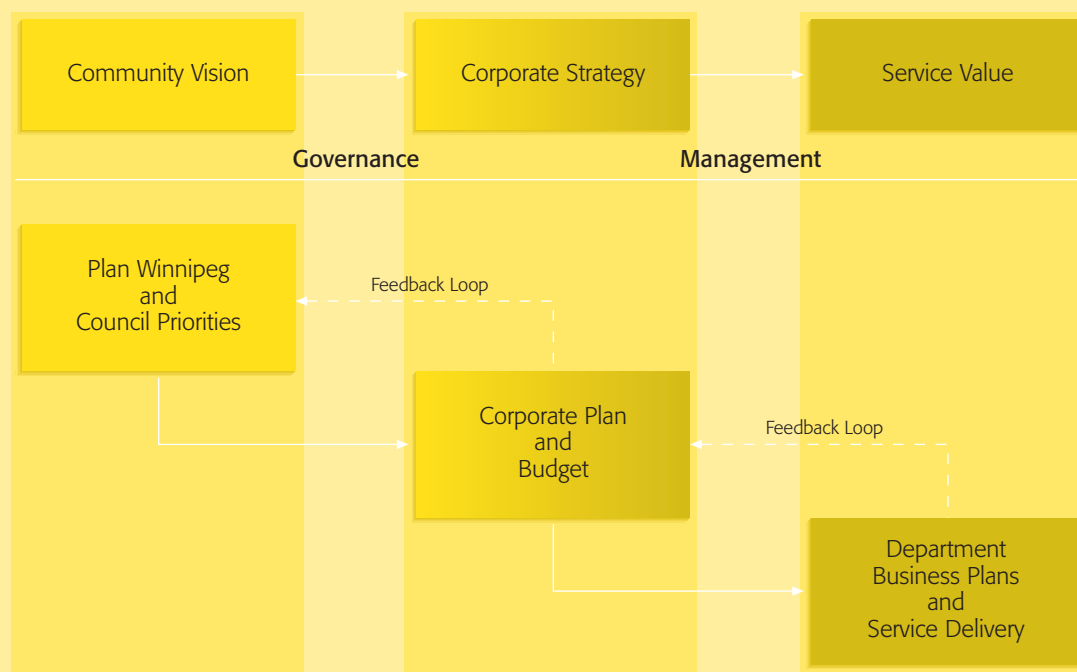 Community Vision
Corporate Strategy
Service Value
Governance
Management
Plan Winnipeg
and
Council Priorities
Feedback Loop
Corporate Plan
and
Budget
Feedback Loop
Department
Business Plans
and
Service Delivery